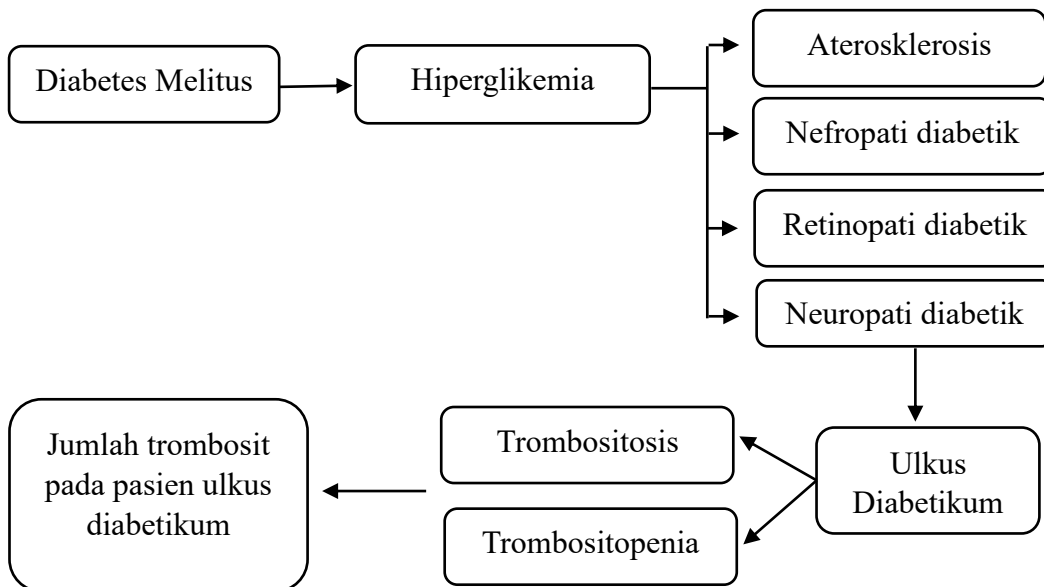 Diabetes Melitus
Hiperglikemia
Aterosklerosis
Nefropati diabetik
Retinopati diabetik
Neuropati diabetik
Ulkus
Diabetikum
Trombositosis
Trombositopenia
Jumlah trombosit
pada pasien ulkus
diabetikum